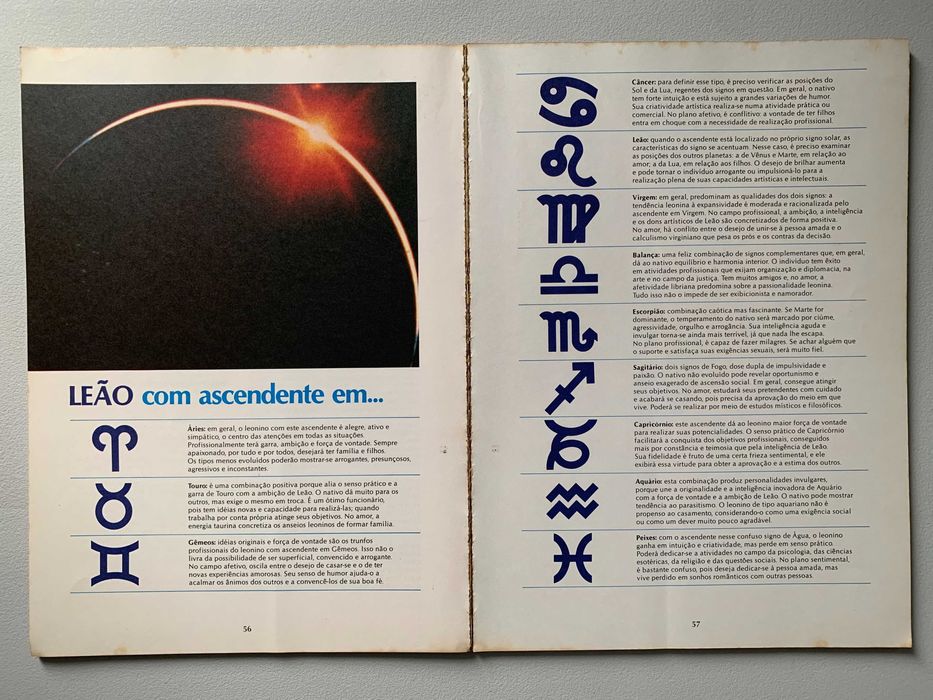 LEÃO com ascendente em...
Áries: em geral, o leonino com este ascendente é alegre, ativo e
simpático, o centro das atenções em todas as situações.
Profissionalmente terá garra, ambição e força de vontade. Sempre
apaixonado, por tudo e por todos, desejará ter família e filhos.
Os tipos menos evoluídos poderão mostrar-se arrogantes, presunçosos,
agressivos e inconstantes.
Touro: é uma combinação positiva porque alia o senso prático e a
garra de Touro com a ambição de Leão. O nativo dá muito para os
outros, mas exige o mesmo em troca. É um ótimo funcionário,
pois tem idéias novas e capacidade para realizá-las; quando
trabalha por conta própria atinge seus objetivos. No amor, a
energia taurina concretiza os anseios leoninos de formar família.
Gêmeos: idéias originais e força de vontade são os trunfos
profissionais do leonino com ascendente em Gêmeos. Isso não o
livra da possibilidade de ser superficial, convencido e arrogante.
No campo afetivo, oscila entre o desejo de casar-se e o de ter
novas experiências amorosas. Seu senso de humor ajuda-o a
acalmar os ânimos dos outros e a convencê-los de sua boa fé.
56
Câncer: para definir esse tipo, é preciso verificar as posições do
Sol e da Lua, regentes dos signos em questão. Em geral, o nativo
tem forte intuição e está sujeito a grandes variações de humor.
Sua criatividade artística realiza-se numa atividade prática ou
comercial. No plano afetivo, é conflitivo: a vontade de ter filhos
entra em choque com a necessidade de realização profissional.
Leão: quando o ascendente está localizado no próprio signo solar, as
características do signo se acentuam. Nesse caso, é preciso examinar
as posições dos outros planetas: a de Vênus e Marte, em relação ao
amor; a da Lua, em relação aos filhos. O desejo de brilhar aumenta
e pode tornar o indivíduo arrogante ou impulsioná-lo para a
realização plena de suas capacidades artísticas e intelectuais.
Virgem: em geral, predominam as qualidades dos dois signos: a
tendência leonina à expansividade é moderada e racionalizada pelo
ascendente em Virgem. No campo profissional, a ambição, a inteligência
e os dons artísticos de Leão são concretizados de forma positiva.
No amor, há conflito entre o desejo de unir-se à pessoa amada e o
calculismo virginiano que pesa os prós e os contras da decisão.
Balança: uma feliz combinação de signos complementares que, em geral,
dá ao nativo equilíbrio e harmonia interior. O indivíduo tem êxito
em atividades profissionais que exijam organização e diplomacia, na
arte e no campo da justiça. Tem muitos amigos e, no amor, a
afetividade libriana predomina sobre a passionalidade leonina.
Tudo isso não o impede de ser exibicionista e namorador.
Escorpião: combinação caótica mas fascinante. Se Marte for
dominante, o temperamento do nativo será marcado por ciúme,
agressividade, orgulho e arrogância. Sua inteligência aguda e
invulgar torna-se ainda mais terrível, já que nada lhe escapa.
No plano profissional, é capaz de fazer milagres. Se achar alguém que
o suporte e satisfaça suas exigências sexuais, será muito fiel.
Sagitário: dois signos de Fogo, dose dupla de impulsividade e
paixão. O nativo não evoluído pode revelar oportunismo e
anseio exagerado de ascensão social. Em geral, consegue atingir
seus objetivos. No amor, estudará seus pretendentes com cuidado
e acabará se casando, pois precisa da aprovação do meio em que
vive. Poderá se realizar por meio de estudos místicos e filosóficos.
Capricórnio: este ascendente dá ao leonino maior força de vontade
para realizar suas potencialidades. O senso prático de Capricórnio
facilitará a conquista dos objetivos profissionais, conseguidos
mais por constância e teimosia que pela inteligência de Leão.
Sua fidelidade é fruto de uma certa frieza sentimental, e ele
exibirá essa virtude para obter a aprovação e a estima dos outros.
Aquário: esta combinação produz personalidades invulgares,
porque une a originalidade e a inteligência inovadora de Aquário
com a força de vontade e a ambição de Leão. O nativo pode mostrar
tendência ao parasitismo. O leonino de tipo aquariano não é
propenso ao casamento, considerando-o como uma exigência social
ou como um dever muito pouco agradável.
Peixes: com o ascendente nesse confuso signo de Água, o leonino
ganha em intuição e criatividade, mas perde em senso prático.
Poderá dedicar-se a atividades no campo da psicologia, das ciências
esotéricas, da religião e das questões sociais. No plano sentimental,
é bastante confuso, pois deseja dedicar-se à pessoa amada, mas
vive perdido em sonhos românticos com outras pessoas.
57